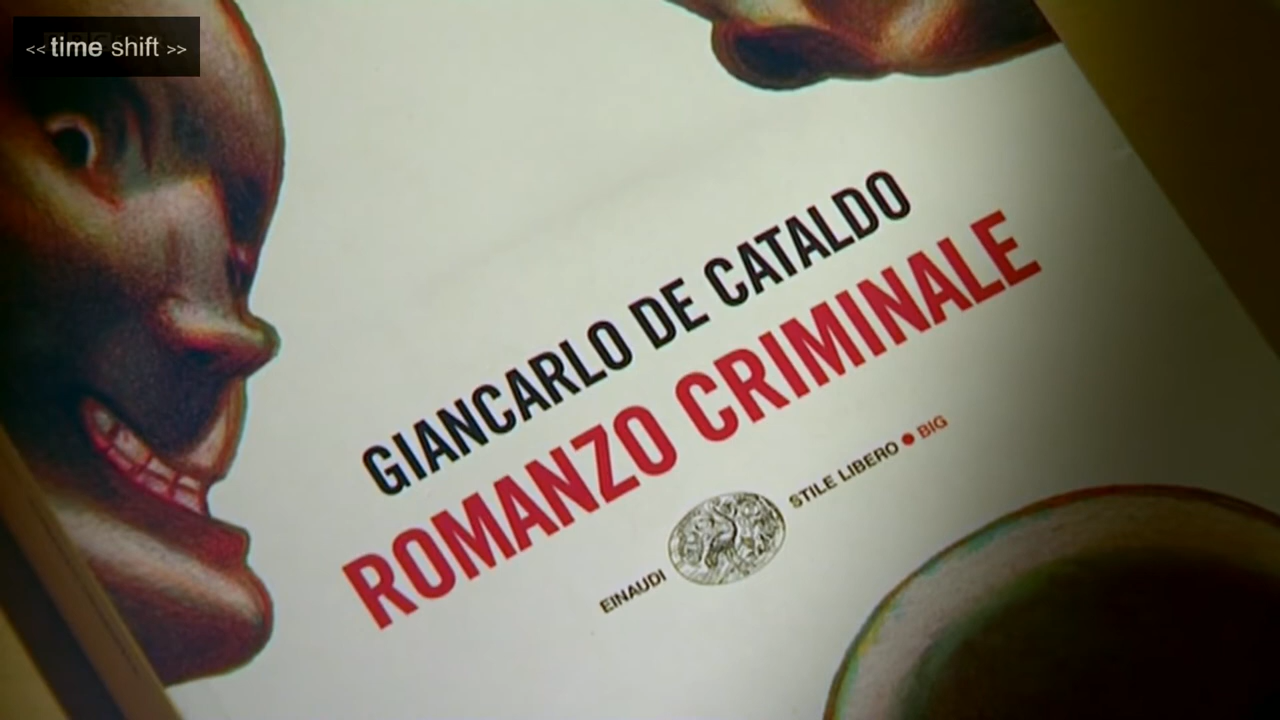 << time shift >>
GIANCARLO DE CATALDO
ROMANZO CRIMINALE
EINAUDI
STILE LIBERO ● BIG